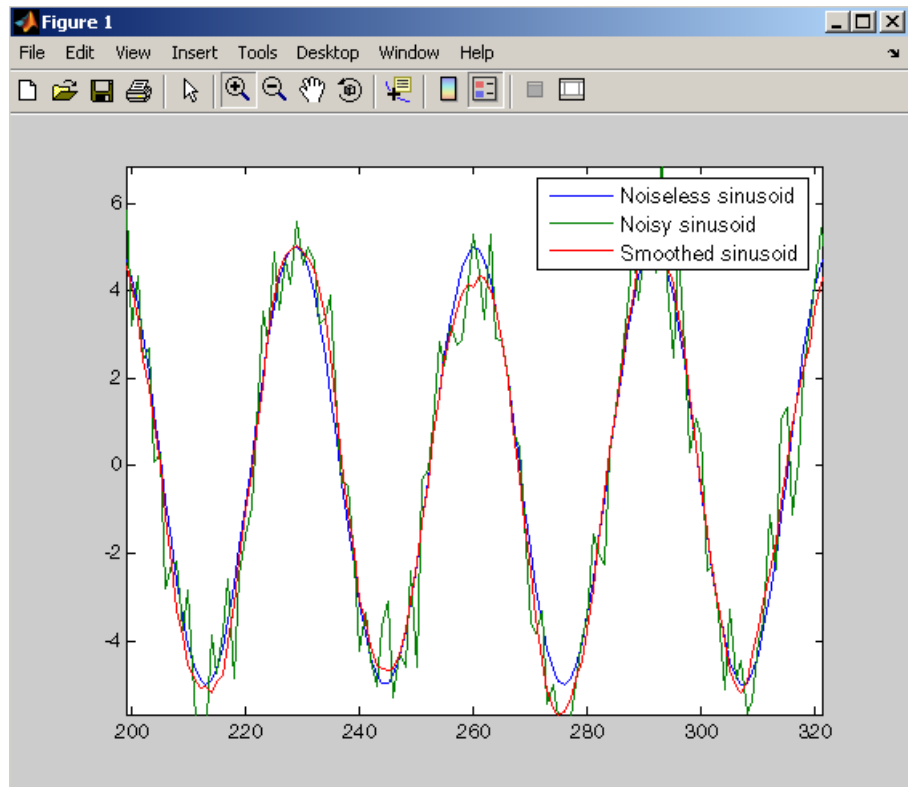 Figure 1
File Edit View Insert Tools Desktop Window Help
Noiseless sinusoid
Noisy sinusoid
Smoothed sinusoid
6
4
2
0
-2
-4
200 220 240 260 280 300 320